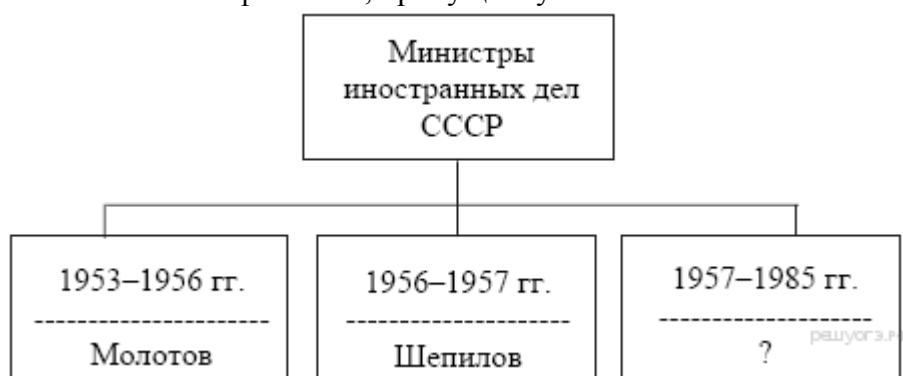 Министры
иностранных дел
СССР
1953–1956 гг.
Молотов
1956–1957 гг.
Шепилов
1957–1985 гг.
?